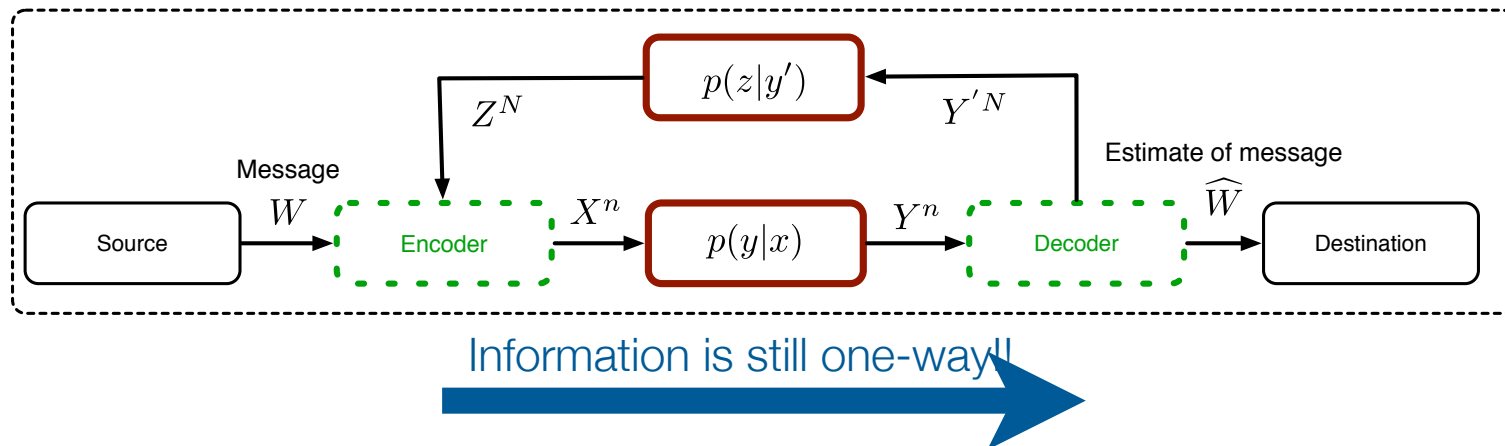 p(z|y′)
Z^N
Y′^N
Message
Estimate of message
W
X^n
Y^n
Ŵ
Source
Encoder
p(y|x)
Decoder
Destination
Information is still one-way!!